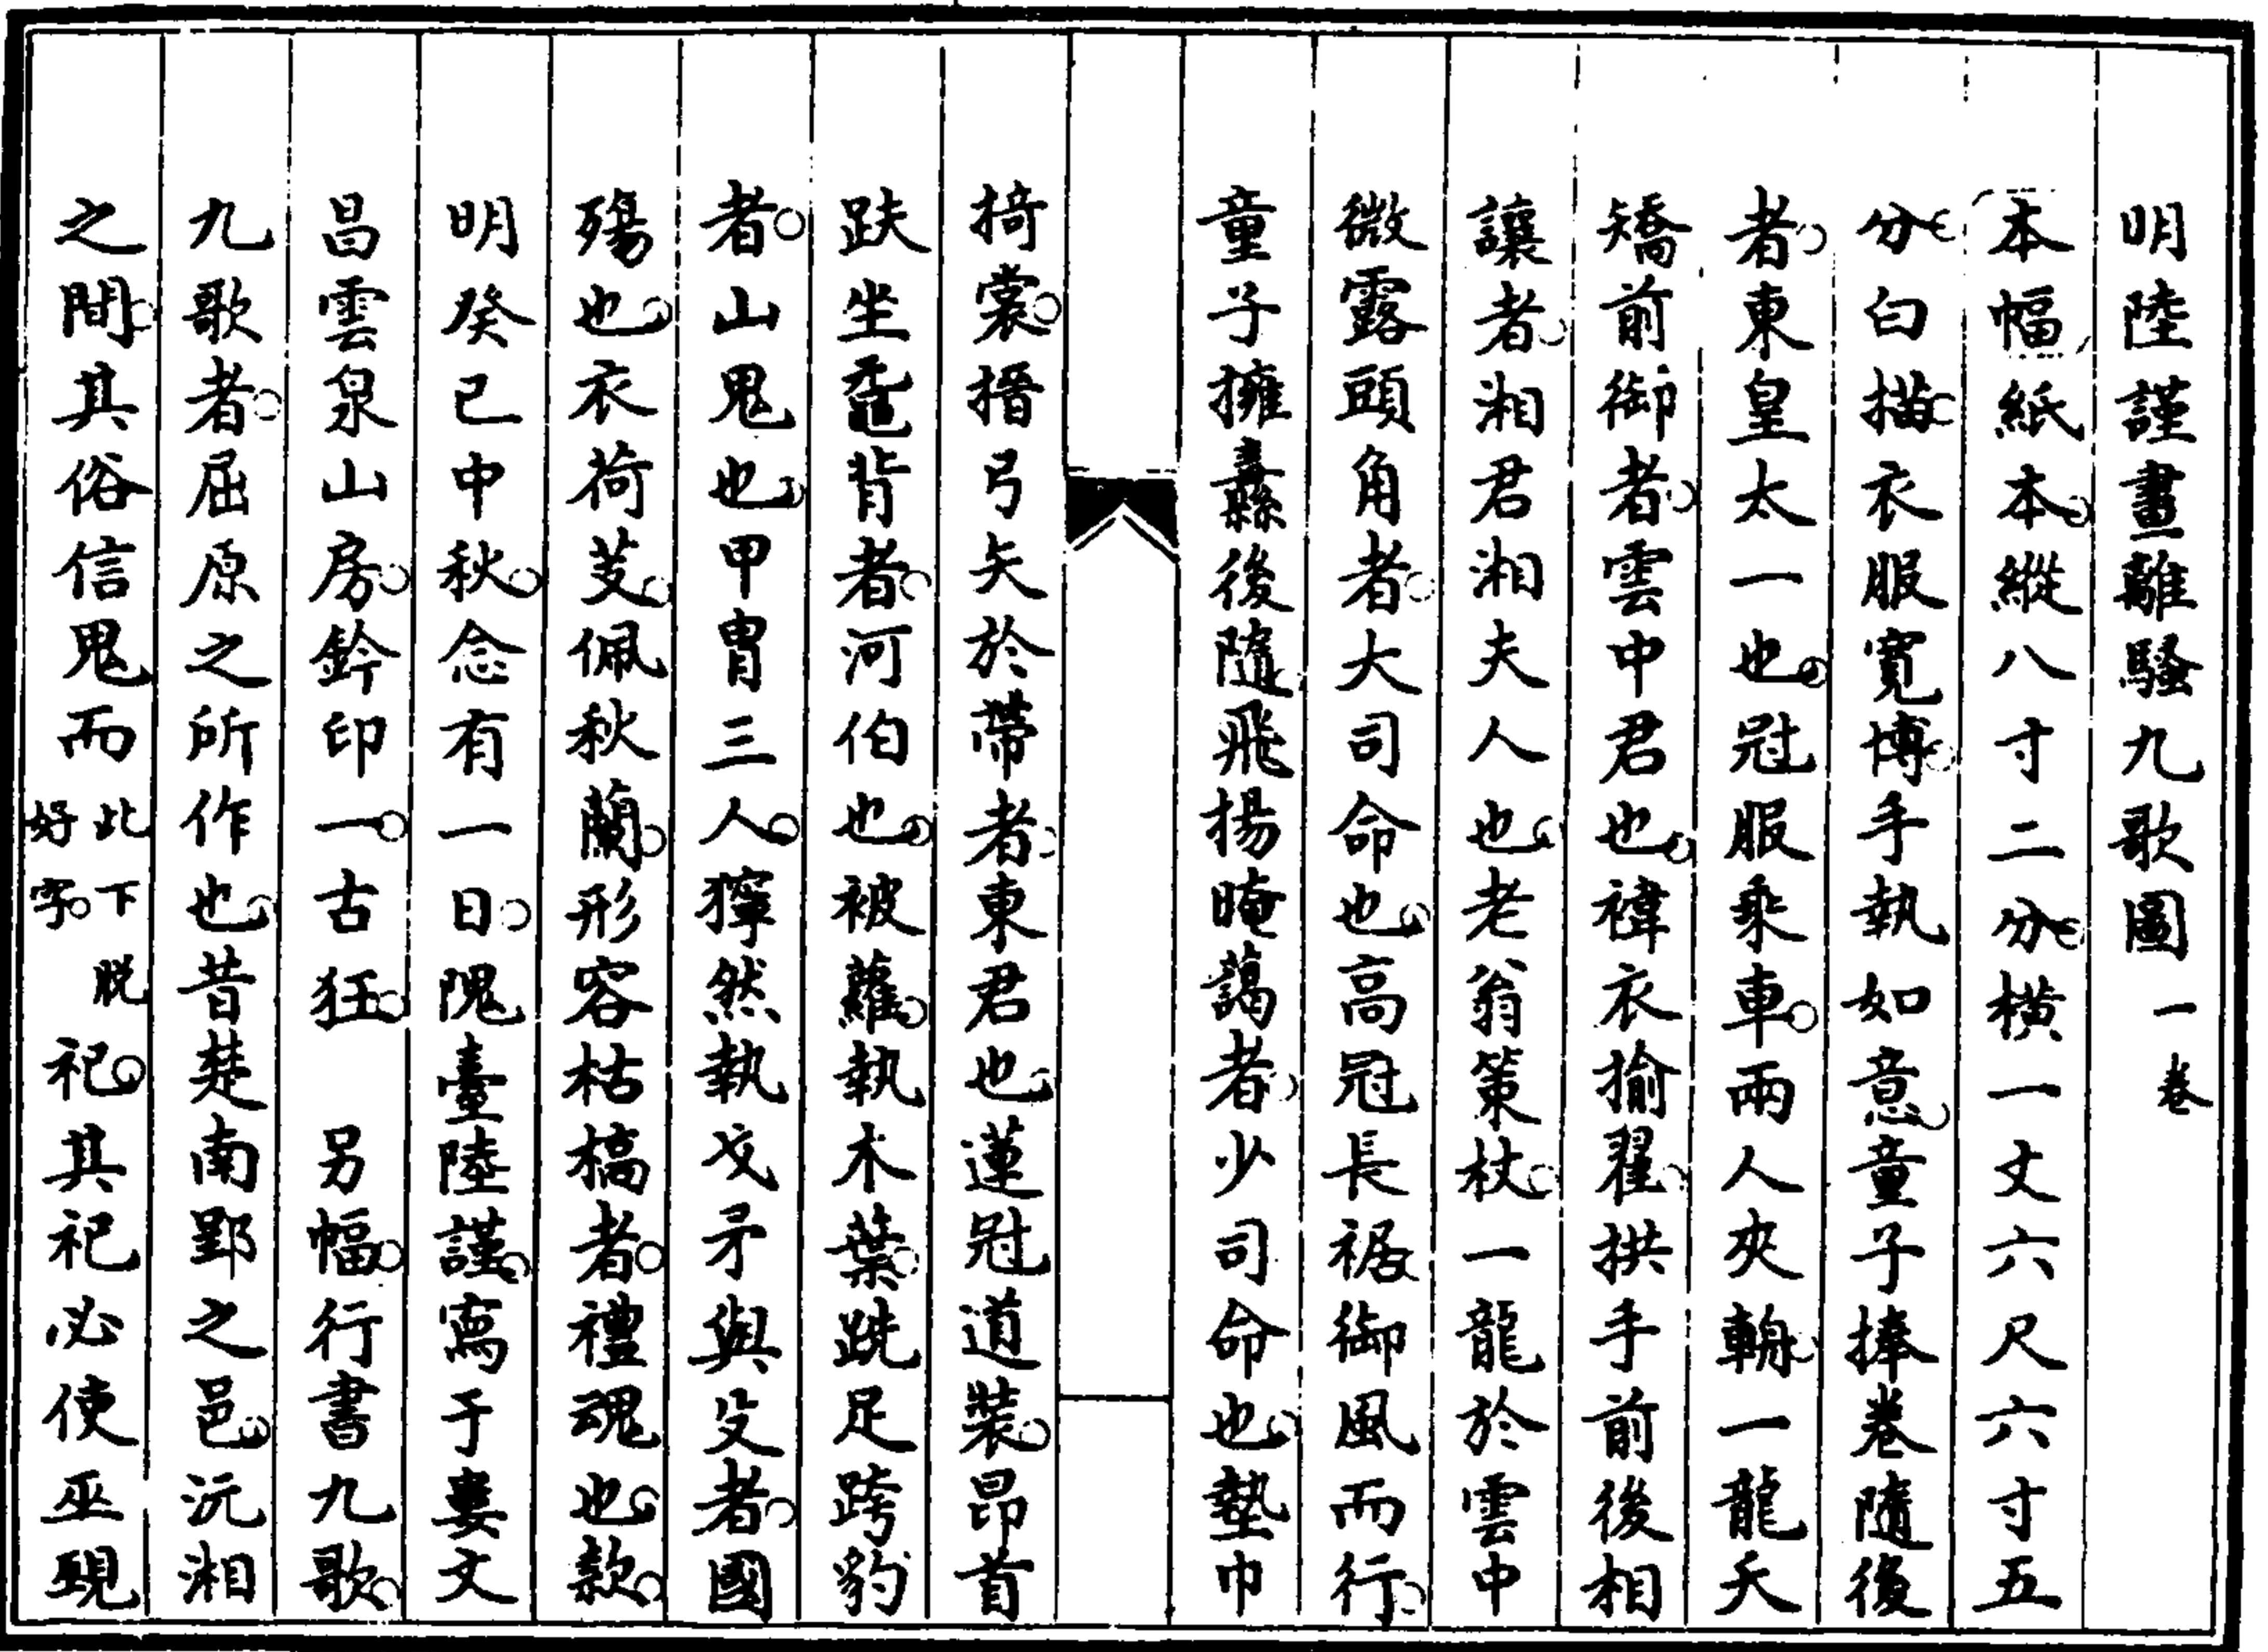 明陸謹畫離騷九歌圖一卷
本幅紙本縱八寸二分橫一丈六尺六寸五
分白描衣服寬博手執如意童子捧卷隨後
者東皇太一也冠服乘車兩人夾輈一龍夭
矯前御者雲中君也褘衣揄翟拱手前後相
讓者湘君湘夫人也老翁策杖一龍於雲中
微露頭角者大司命也高冠長裾御風而行
童子擁纛後隨飛揚晻藹者少司命也墊巾
掎裳搢弓矢於帶者東君也蓮冠道裝昂首
趺坐黿背者河伯也被蘿執木葉跣足跨豹
者山鬼也甲冑三人獰然執戈矛與殳者國
殤也衣荷芰佩秋蘭形容枯槁者禮魂也款
明癸巳中秋念有一日隗臺陸謹寫于婁文
昌雲泉山房鈐印一古狂 另幅行書九歌
九歌者屈原之所作也昔楚南郢之邑沅湘
之間其俗信鬼而此下脱好字祀其祀必使巫覡